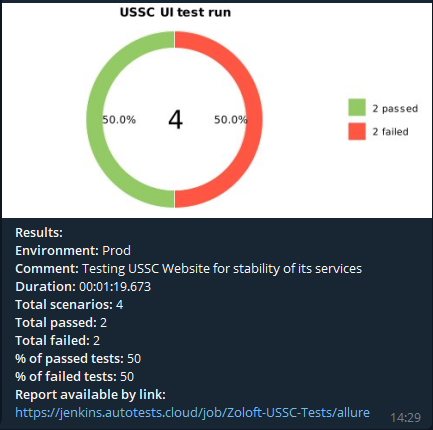 USSC UI test run
50.0%
4
50.0%
2 passed
2 failed
Results:
Environment: Prod
Comment: Testing USSC Website for stability of its services
Duration: 00:01:19.673
Total scenarios: 4
Total passed: 2
Total failed: 2
% of passed tests: 50
% of failed tests: 50
Report available by link:
https://jenkins.autotests.cloud/job/Zoloft-USSC-Tests/allure
14:29